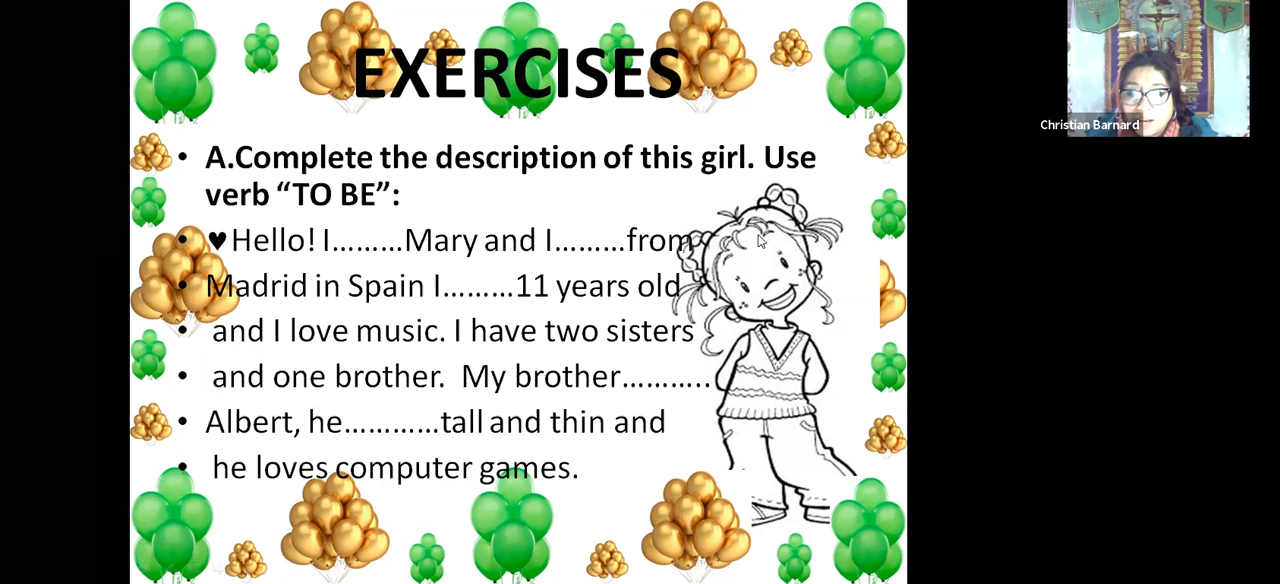 EXERCISES
• A.Complete the description of this girl. Use
verb “TO BE”:
• ♥Hello! I………Mary and I………from
• Madrid in Spain I………11 years old
• and I love music. I have two sisters
• and one brother.  My brother………..
• Albert, he…………tall and thin and
• he loves computer games.
Christian Barnard